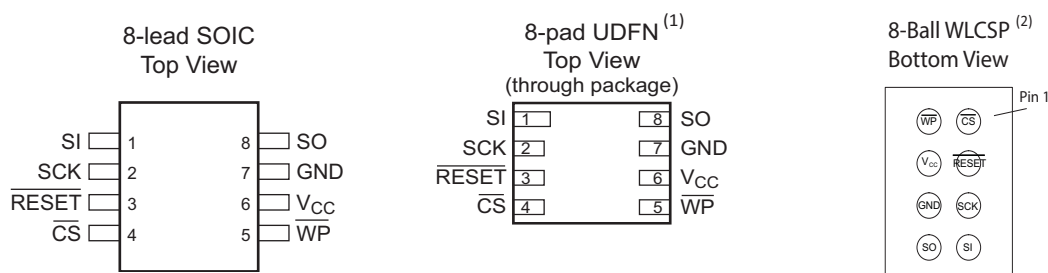 8-lead SOIC
Top View
SI 1 8 SO
SCK 2 7 GND
RESET 3 6 VCC
CS 4 5 WP
8-pad UDFN (1)
Top View
(through package)
SI 1 8 SO
SCK 2 7 GND
RESET 3 6 VCC
CS 4 5 WP
8-Ball WLCSP (2)
Bottom View
Pin 1
WP CS
Vcc RESET
GND SCK
SO SI